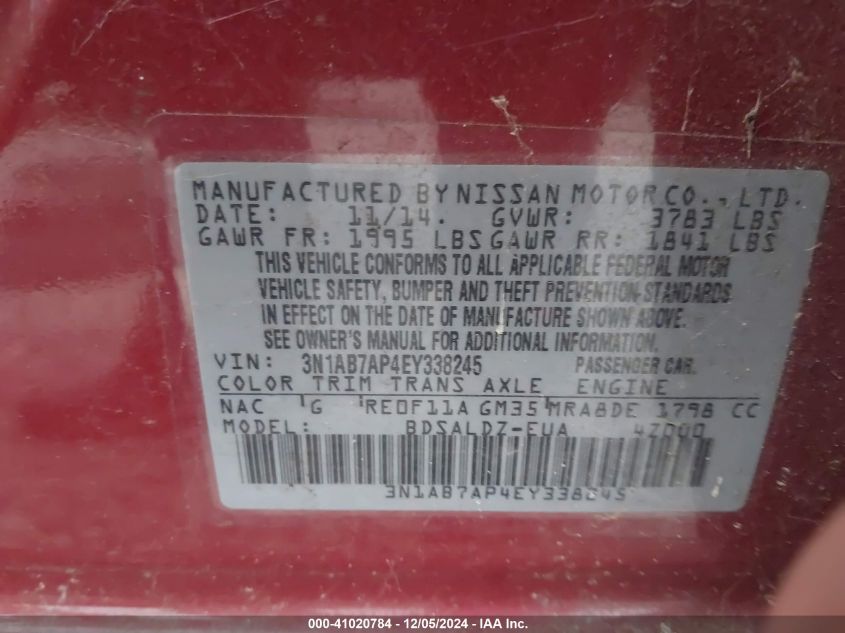 MANUFACTURED BY NISSAN MOTOR CO., LTD.
DATE: 11/14. GVWR: 3783 LBS
GAWR FR: 1995 LBS GAWR RR: 1841 LBS
THIS VEHICLE CONFORMS TO ALL APPLICABLE FEDERAL MOTOR
VEHICLE SAFETY, BUMPER AND THEFT PREVENTION STANDARDS
IN EFFECT ON THE DATE OF MANUFACTURE SHOWN ABOVE.
SEE OWNER'S MANUAL FOR ADDITIONAL INFORMATION.
VIN: 3N1AB7AP4EY338245 PASSENGER CAR.
COLOR TRIM TRANS AXLE ENGINE
NAC G RE0F11A GM35 MRA8DE 1798 CC
MODEL: BDSALDZ-EUA 4Z000
3N1AB7AP4EY338245
000-41020784 - 12/05/2024 - IAA Inc.